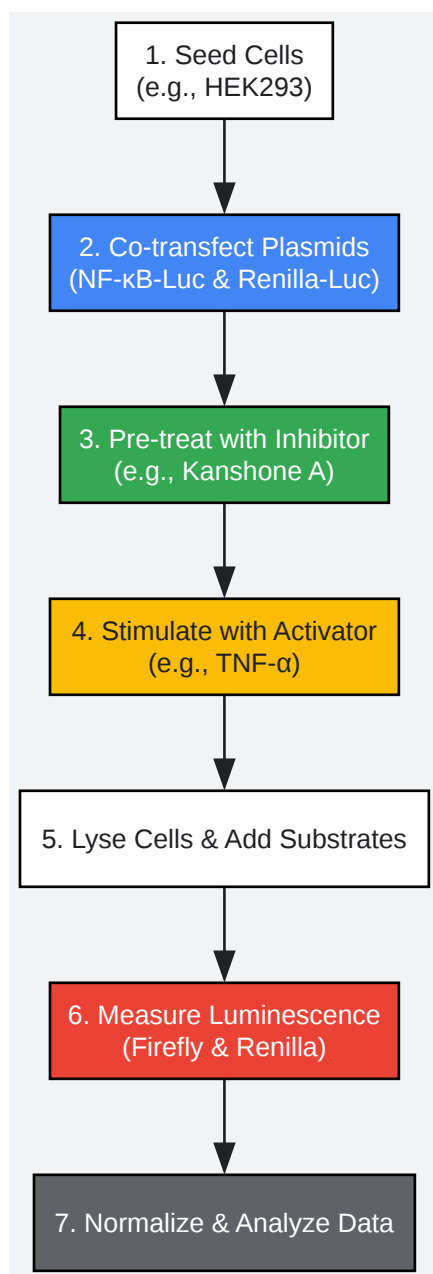 1. Seed Cells
(e.g., HEK293)
2. Co-transfect Plasmids
(NF-κB-Luc & Renilla-Luc)
3. Pre-treat with Inhibitor
(e.g., Kanshone A)
4. Stimulate with Activator
(e.g., TNF-α)
5. Lyse Cells & Add Substrates
6. Measure Luminescence
(Firefly & Renilla)
7. Normalize & Analyze Data